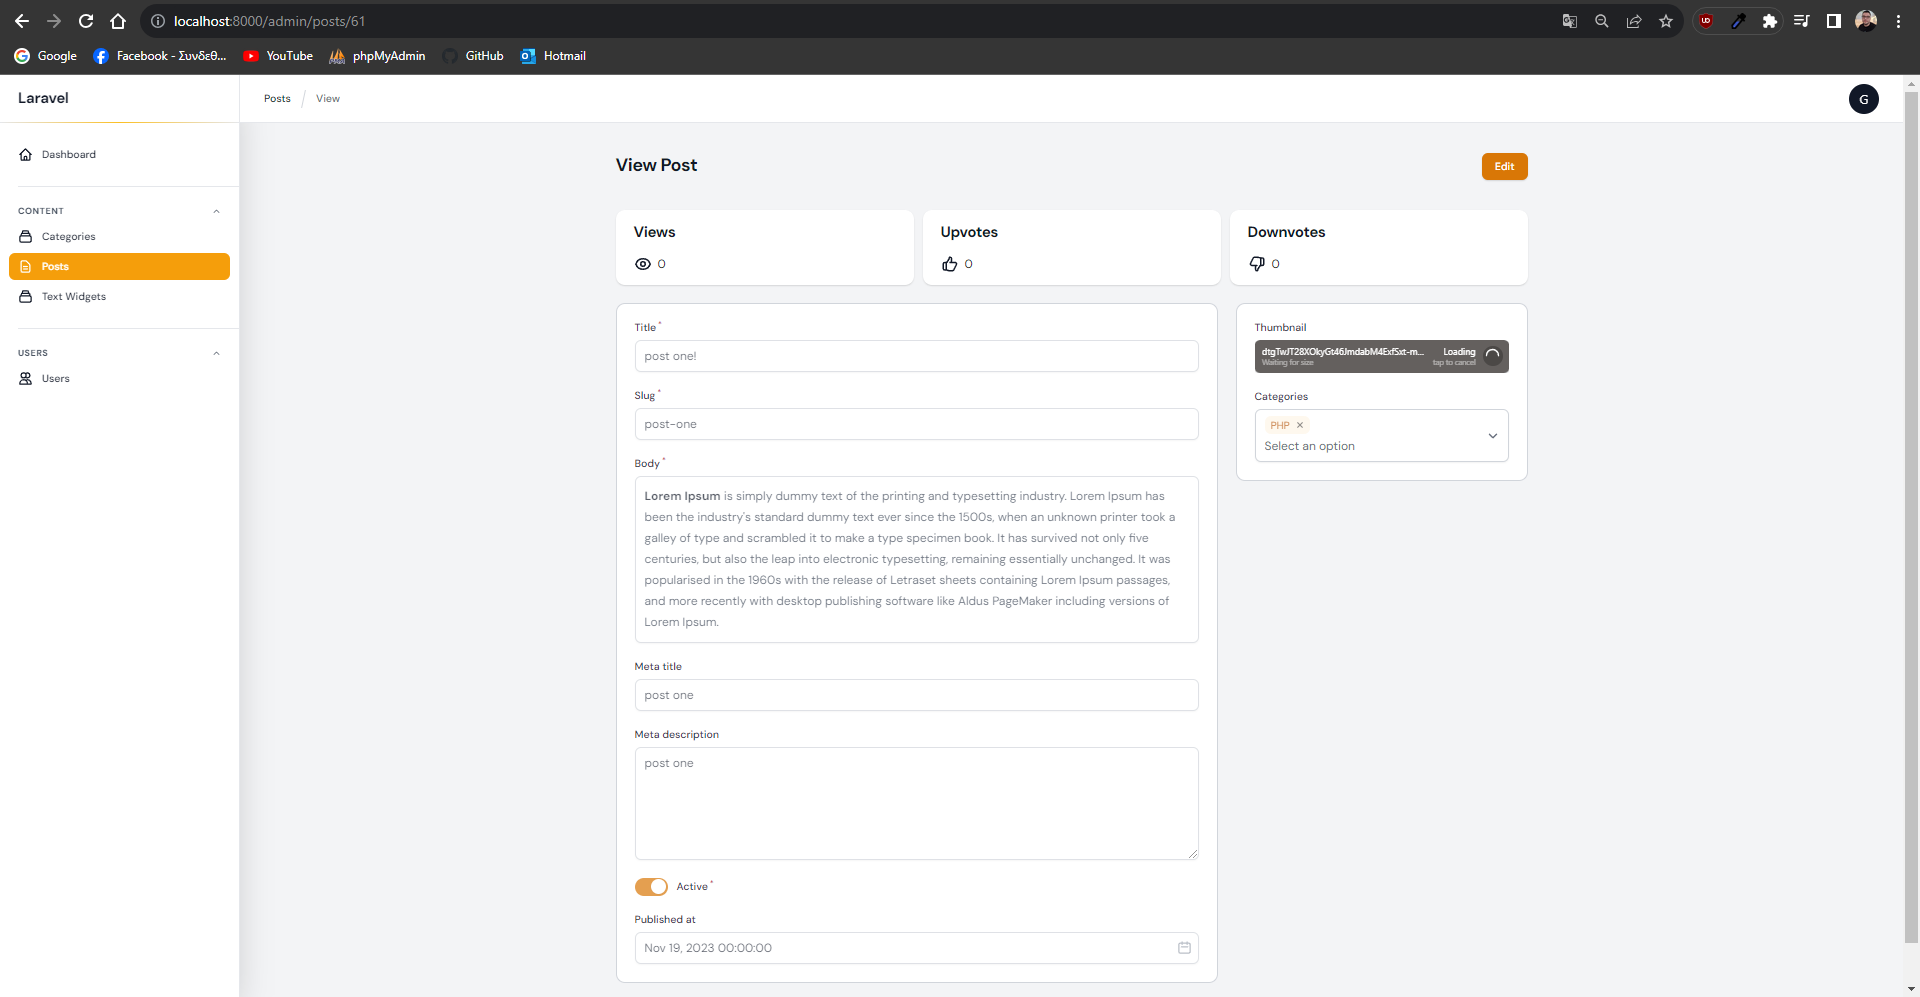 localhost:8000/admin/posts/61
Google
Facebook - Συνδεθ...
YouTube
phpMyAdmin
GitHub
Hotmail
Laravel
Posts
View
G
Dashboard
View Post
Edit
CONTENT
Categories
Posts
Text Widgets
USERS
Users
Views
0
Upvotes
0
Downvotes
0
Title*
post one!
Slug*
post-one
Body*
Lorem Ipsum is simply dummy text of the printing and typesetting industry. Lorem Ipsum has
been the industry's standard dummy text ever since the 1500s, when an unknown printer took a
galley of type and scrambled it to make a type specimen book. It has survived not only five
centuries, but also the leap into electronic typesetting, remaining essentially unchanged. It was
popularised in the 1960s with the release of Letraset sheets containing Lorem Ipsum passages,
and more recently with desktop publishing software like Aldus PageMaker including versions of
Lorem Ipsum.
Meta title
post one
Meta description
post one
Active*
Published at
Nov 19, 2023 00:00:00
Thumbnail
Loading
Waiting for size
tap to cancel
Categories
PHP
Select an option